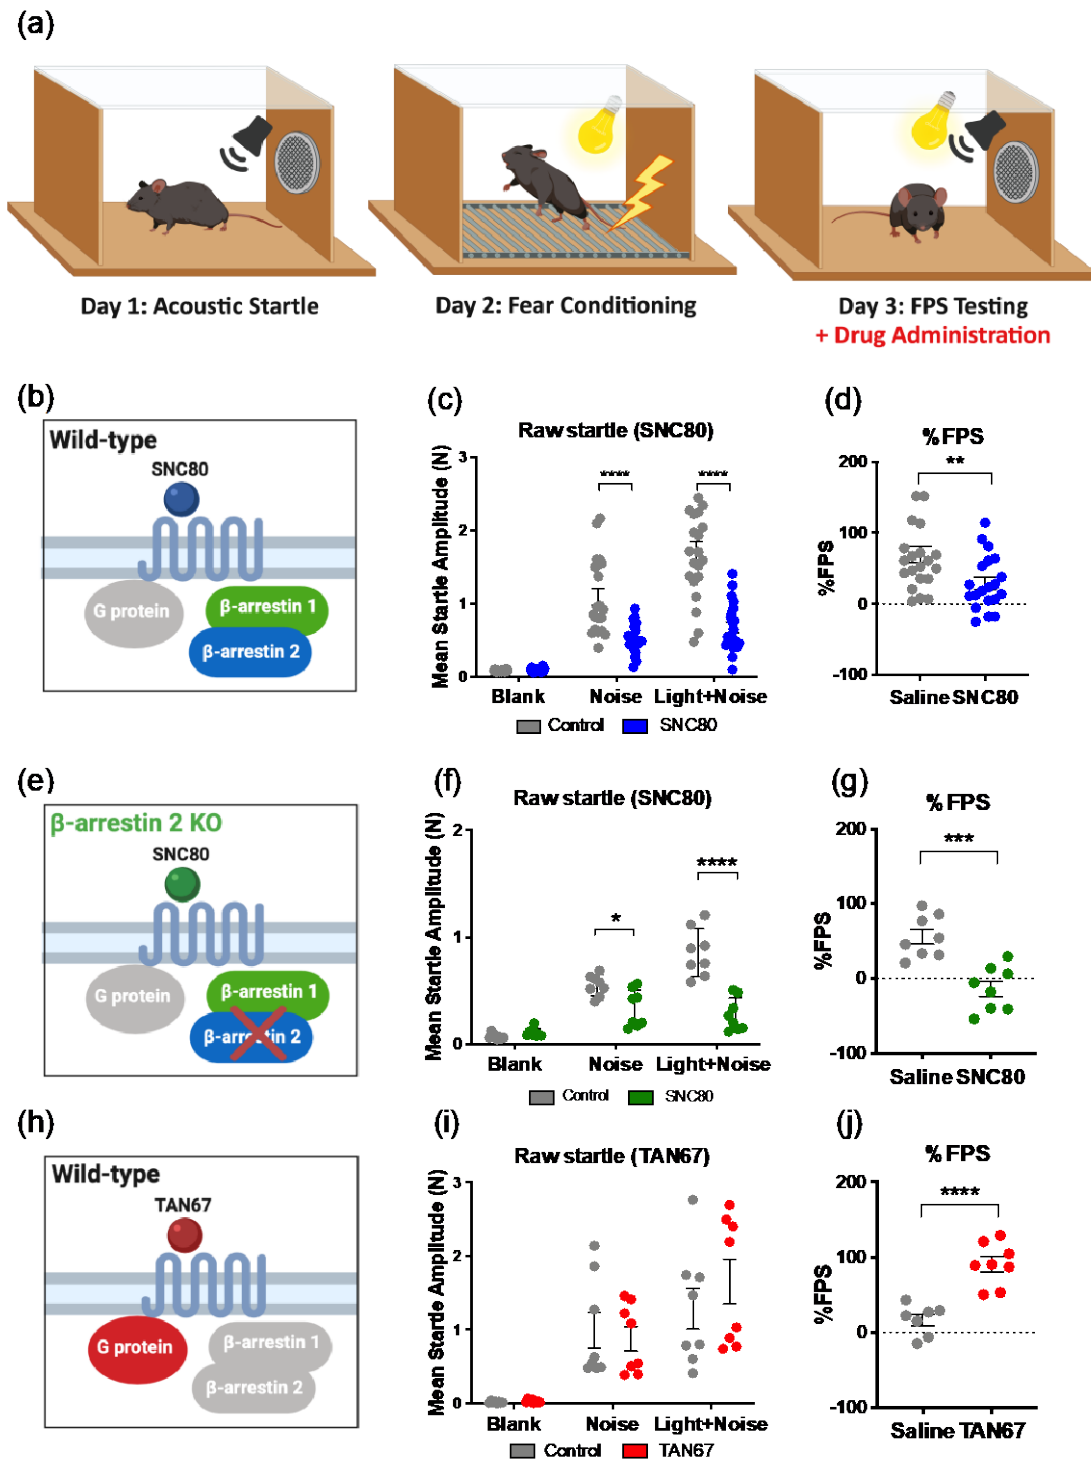 (a)
Day 1: Acoustic Startle
Day 2: Fear Conditioning
Day 3: FPS Testing
+ Drug Administration
(b)
Wild-type
SNC80
G protein
β-arrestin 1
β-arrestin 2
(c)
Raw startle (SNC80)
Mean Startle Amplitude (N)
3
2
1
0
****
****
Blank
Noise
Light+Noise
Control
SNC80
(d)
%FPS
**
%FPS
200
100
0
-100
Saline SNC80
(e)
β-arrestin 2 KO
SNC80
G protein
β-arrestin 1
β-arrestin 2
(f)
Raw startle (SNC80)
Mean Startle Amplitude (N)
2
1
0
*
****
Blank
Noise
Light+Noise
Control
SNC80
(g)
%FPS
***
%FPS
200
100
0
-100
Saline SNC80
(h)
Wild-type
TAN67
G protein
β-arrestin 1
β-arrestin 2
(i)
Raw startle (TAN67)
Mean Startle Amplitude (N)
3
2
1
0
Blank
Noise
Light+Noise
Control
TAN67
(j)
%FPS
****
%FPS
200
100
0
-100
Saline TAN67